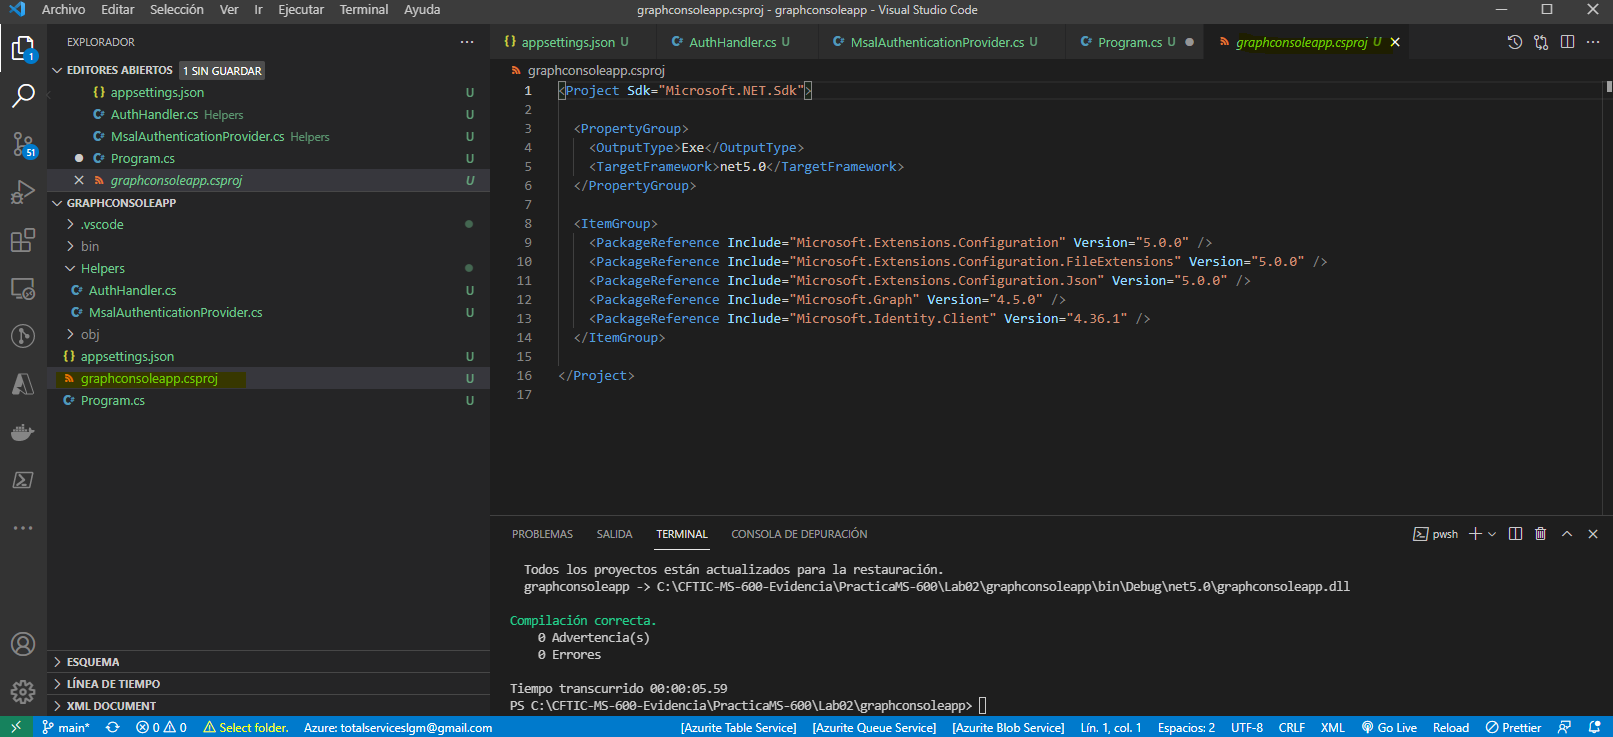 Archivo Editar Selección Ver Ir Ejecutar Terminal Ayuda graphconsoleapp.csproj - graphconsoleapp - Visual Studio Code
EXPLORADOR
EDITORES ABIERTOS 1 SIN GUARDAR
{} appsettings.json U
C# AuthHandler.cs Helpers U
C# MsalAuthenticationProvider.cs Helpers U
C# Program.cs U
graphconsoleapp.csproj U
GRAPHCONSOLEAPP
.vscode
bin
Helpers
C# AuthHandler.cs U
C# MsalAuthenticationProvider.cs U
obj
{} appsettings.json U
graphconsoleapp.csproj U
C# Program.cs U
ESQUEMA
LÍNEA DE TIEMPO
XML DOCUMENT
1
51
{} appsettings.json U C# AuthHandler.cs U C# MsalAuthenticationProvider.cs U C# Program.cs U graphconsoleapp.csproj U
graphconsoleapp.csproj
1 <Project Sdk="Microsoft.NET.Sdk">
2
3 <PropertyGroup>
4 <OutputType>Exe</OutputType>
5 <TargetFramework>net5.0</TargetFramework>
6 </PropertyGroup>
7
8 <ItemGroup>
9 <PackageReference Include="Microsoft.Extensions.Configuration" Version="5.0.0" />
10 <PackageReference Include="Microsoft.Extensions.Configuration.FileExtensions" Version="5.0.0" />
11 <PackageReference Include="Microsoft.Extensions.Configuration.Json" Version="5.0.0" />
12 <PackageReference Include="Microsoft.Graph" Version="4.5.0" />
13 <PackageReference Include="Microsoft.Identity.Client" Version="4.36.1" />
14 </ItemGroup>
15
16 </Project>
17
PROBLEMAS SALIDA TERMINAL CONSOLA DE DEPURACIÓN pwsh
Todos los proyectos están actualizados para la restauración.
graphconsoleapp -> C:\CFTIC-MS-600-Evidencia\PracticaMS-600\Lab02\graphconsoleapp\bin\Debug\net5.0\graphconsoleapp.dll
Compilación correcta.
0 Advertencia(s)
0 Errores
Tiempo transcurrido 00:00:05.59
PS C:\CFTIC-MS-600-Evidencia\PracticaMS-600\Lab02\graphconsoleapp>
main* 0 0 Select folder. Azure: totalserviceslgm@gmail.com [Azurite Table Service] [Azurite Queue Service] [Azurite Blob Service] Lín. 1, col. 1 Espacios: 2 UTF-8 CRLF XML Go Live Reload Prettier